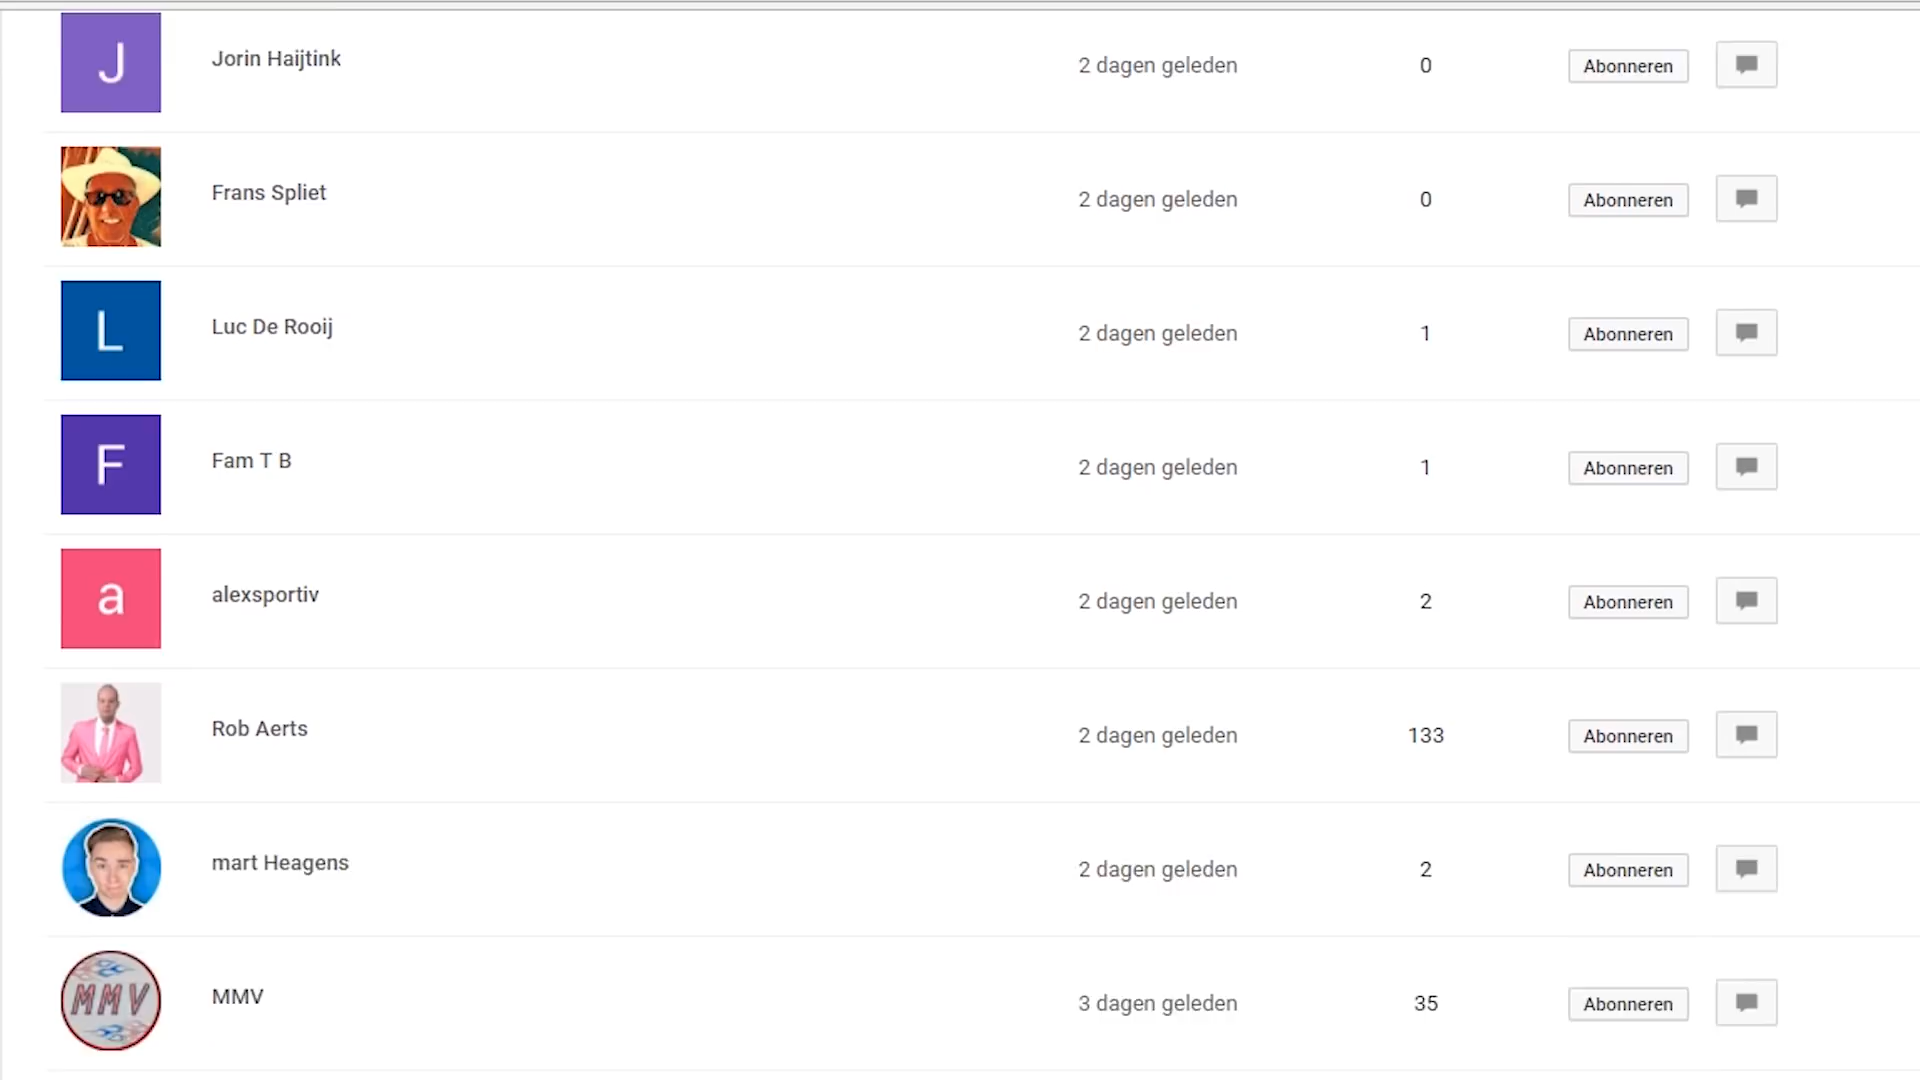 J Jorin Haijtink 2 dagen geleden 0 Abonneren
Frans Spliet 2 dagen geleden 0 Abonneren
L Luc De Rooij 2 dagen geleden 1 Abonneren
F Fam T B 2 dagen geleden 1 Abonneren
a alexsportiv 2 dagen geleden 2 Abonneren
Rob Aerts 2 dagen geleden 133 Abonneren
mart Heagens 2 dagen geleden 2 Abonneren
MMV MMV 3 dagen geleden 35 Abonneren